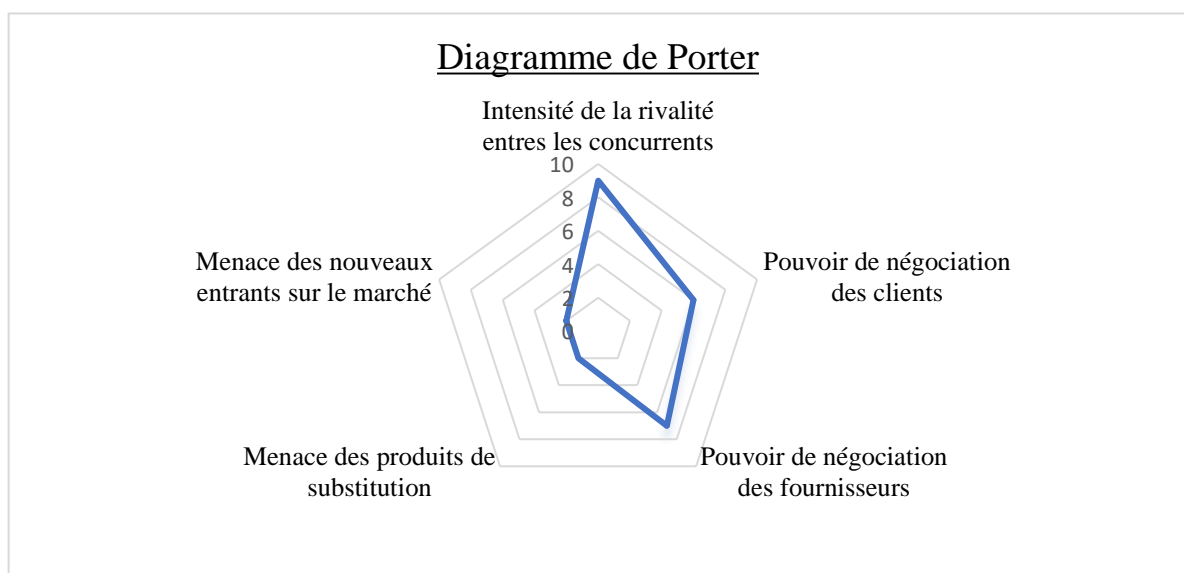 Diagramme de Porter
Intensité de la rivalité
entres les concurrents
10
8
6
4
2
0
Pouvoir de négociation
des clients
Pouvoir de négociation
des fournisseurs
Menace des produits de
substitution
Menace des nouveaux
entrants sur le marché